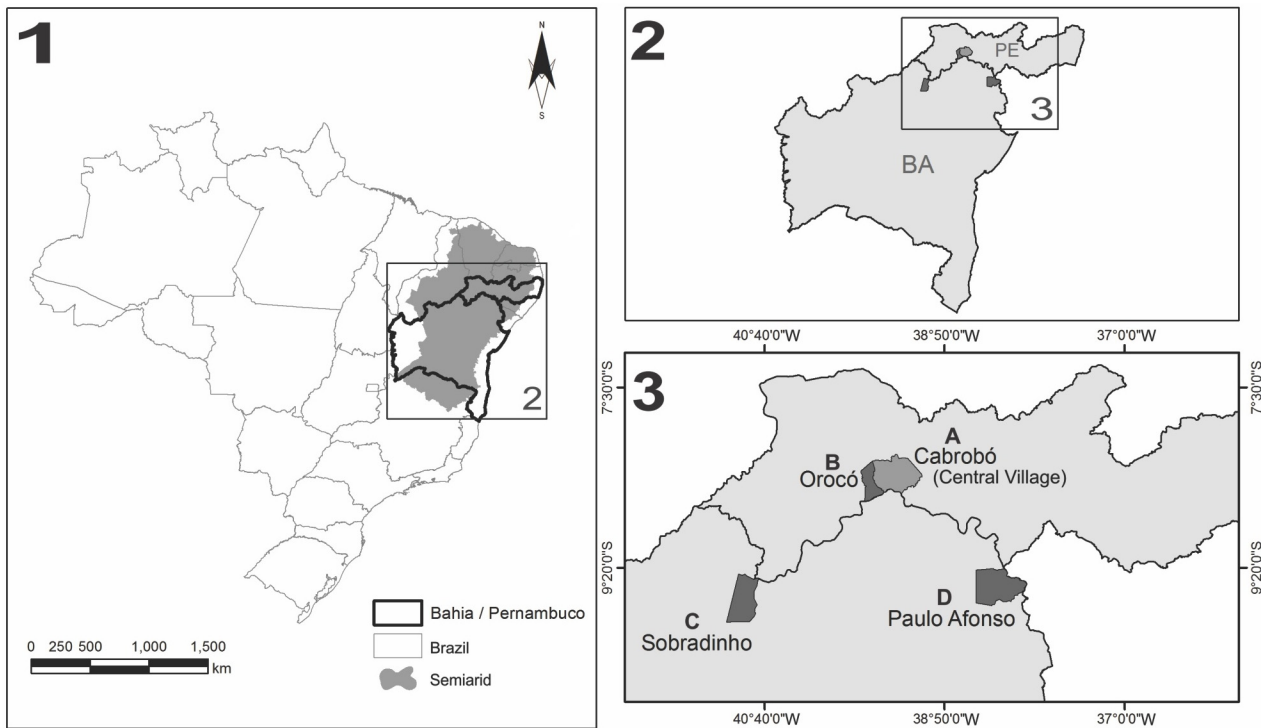 1
N
S
2
Bahia / Pernambuco
Brazil
Semiarid
0 250 500 1,000 1,500
km
2
PE
3
BA
40°40'0"W 38°50'0"W 37°0'0"W
3
7°30'0"S
7°30'0"S
A
Cabrobó
(Central Village)
B
Orocó
9°20'0"S
9°20'0"S
C
Sobradinho
D
Paulo Afonso
40°40'0"W 38°50'0"W 37°0'0"W